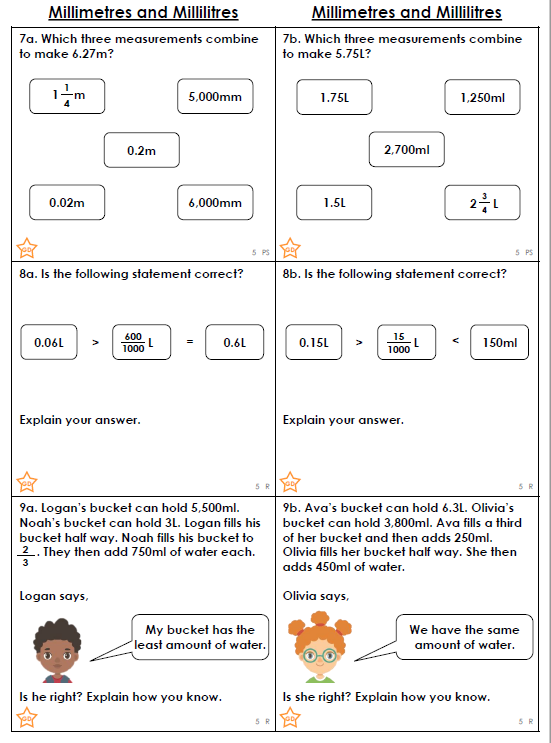 Millimetres and Millilitres
Millimetres and Millilitres
7a. Which three measurements combine
to make 6.27m?
1 1/4 m
5,000mm
0.2m
0.02m
6,000mm
GD
5 PS
7b. Which three measurements combine
to make 5.75L?
1.75L
1,250ml
2,700ml
1.5L
2 3/4 L
GD
5 PS
8a. Is the following statement correct?
0.06L > 600/1000 L = 0.6L
Explain your answer.
GD
5 R
8b. Is the following statement correct?
0.15L > 15/1000 L < 150ml
Explain your answer.
GD
5 R
9a. Logan's bucket can hold 5,500ml.
Noah's bucket can hold 3L. Logan fills his
bucket half way. Noah fills his bucket to
2/3. They then add 750ml of water each.
Logan says,
My bucket has the
least amount of water.
Is he right? Explain how you know.
GD
5 R
9b. Ava's bucket can hold 6.3L. Olivia's
bucket can hold 3,800ml. Ava fills a third
of her bucket and then adds 250ml.
Olivia fills her bucket half way. She then
adds 450ml of water.
Olivia says,
We have the same
amount of water.
Is she right? Explain how you know.
GD
5 R